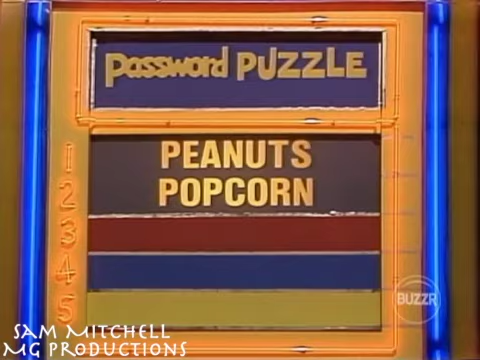 Password PUZZLE
1 PEANUTS
2 POPCORN
3
4
5
BUZZR
SAM MITCHELL
MG PRODUCTIONS